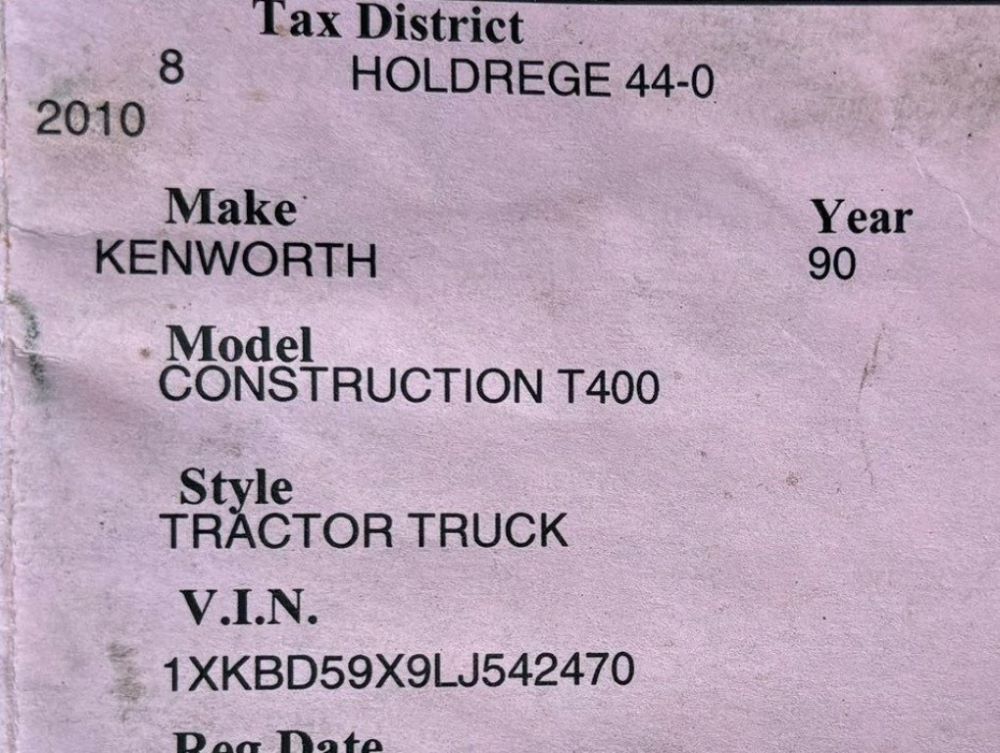 Tax District
8 HOLDREGE 44-0
2010
Make Year
KENWORTH 90
Model
CONSTRUCTION T400
Style
TRACTOR TRUCK
V.I.N.
1XKBD59X9LJ542470
Reg Date